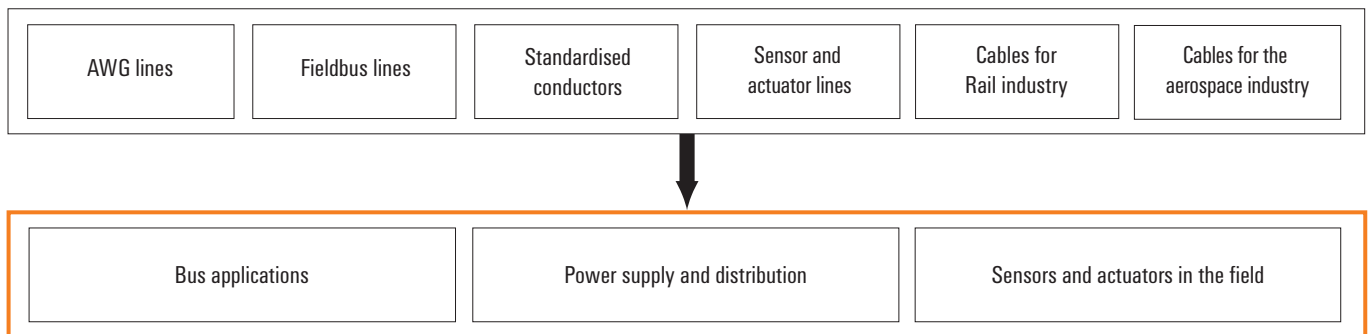 AWG lines
Fieldbus lines
Standardised
conductors
Sensor and
actuator lines
Cables for
Rail industry
Cables for the
aerospace industry
Bus applications
Power supply and distribution
Sensors and actuators in the field